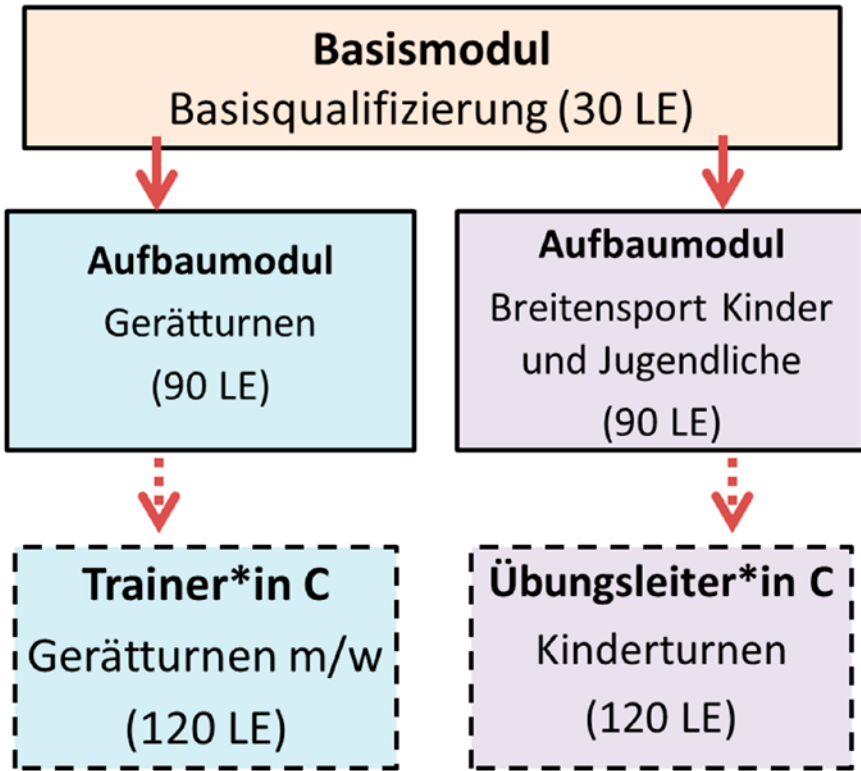 Basismodul
Basisqualifizierung (30 LE)
Aufbaumodul
Gerätturnen
(90 LE)
Aufbaumodul
Breitensport Kinder
und Jugendliche
(90 LE)
Trainer*in C
Gerätturnen m/w
(120 LE)
Übungsleiter*in C
Kinderturnen
(120 LE)